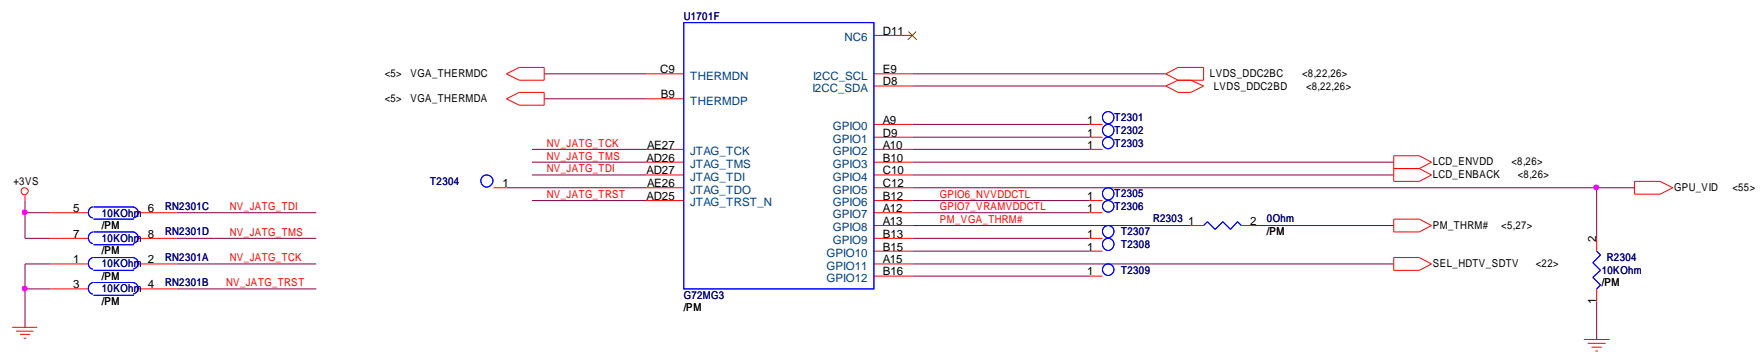 U1701F
NC6 D11
<5> VGA_THERMDC C9 THERMDN I2CC_SCL E9 LVDS_DDC2BC <8,22,26>
I2CC_SDA D8 LVDS_DDC2BD <8,22,26>
<5> VGA_THERMDA B9 THERMDP
GPIO0 A9 1 T2301
GPIO1 D9 1 T2302
NV_JATG_TCK AE27 JTAG_TCK GPIO2 A10 1 T2303
NV_JATG_TMS AD26 JTAG_TMS GPIO3 B10 LCD_ENVDD <8,26>
NV_JATG_TDI AD27 JTAG_TDI GPIO4 C10 LCD_ENBACK <8,26>
T2304 1 AE26 JTAG_TDO GPIO5 C12 GPU_VID <55>
NV_JATG_TRST AD25 JTAG_TRST_N GPIO6 B12 GPIO6_NVVDDCTL 1 T2305
GPIO7 A12 GPIO7_VRAMVDDCTL 1 T2306
GPIO8 A13 PM_VGA_THRM# R2303 1 2 0Ohm /PM PM_THRM# <5,27>
GPIO9 B13 1 T2307
GPIO10 B15 1 T2308
GPIO11 A15 SEL_HDTV_SDTV <22>
GPIO12 B16 1 T2309
G72MG3
/PM
+3VS
5 10KOhm 6 RN2301C NV_JATG_TDI
/PM
7 10KOhm 8 RN2301D NV_JATG_TMS
/PM
1 10KOhm 2 RN2301A NV_JATG_TCK
/PM
3 10KOhm 4 RN2301B NV_JATG_TRST
/PM
2
R2304
10KOhm
/PM
1